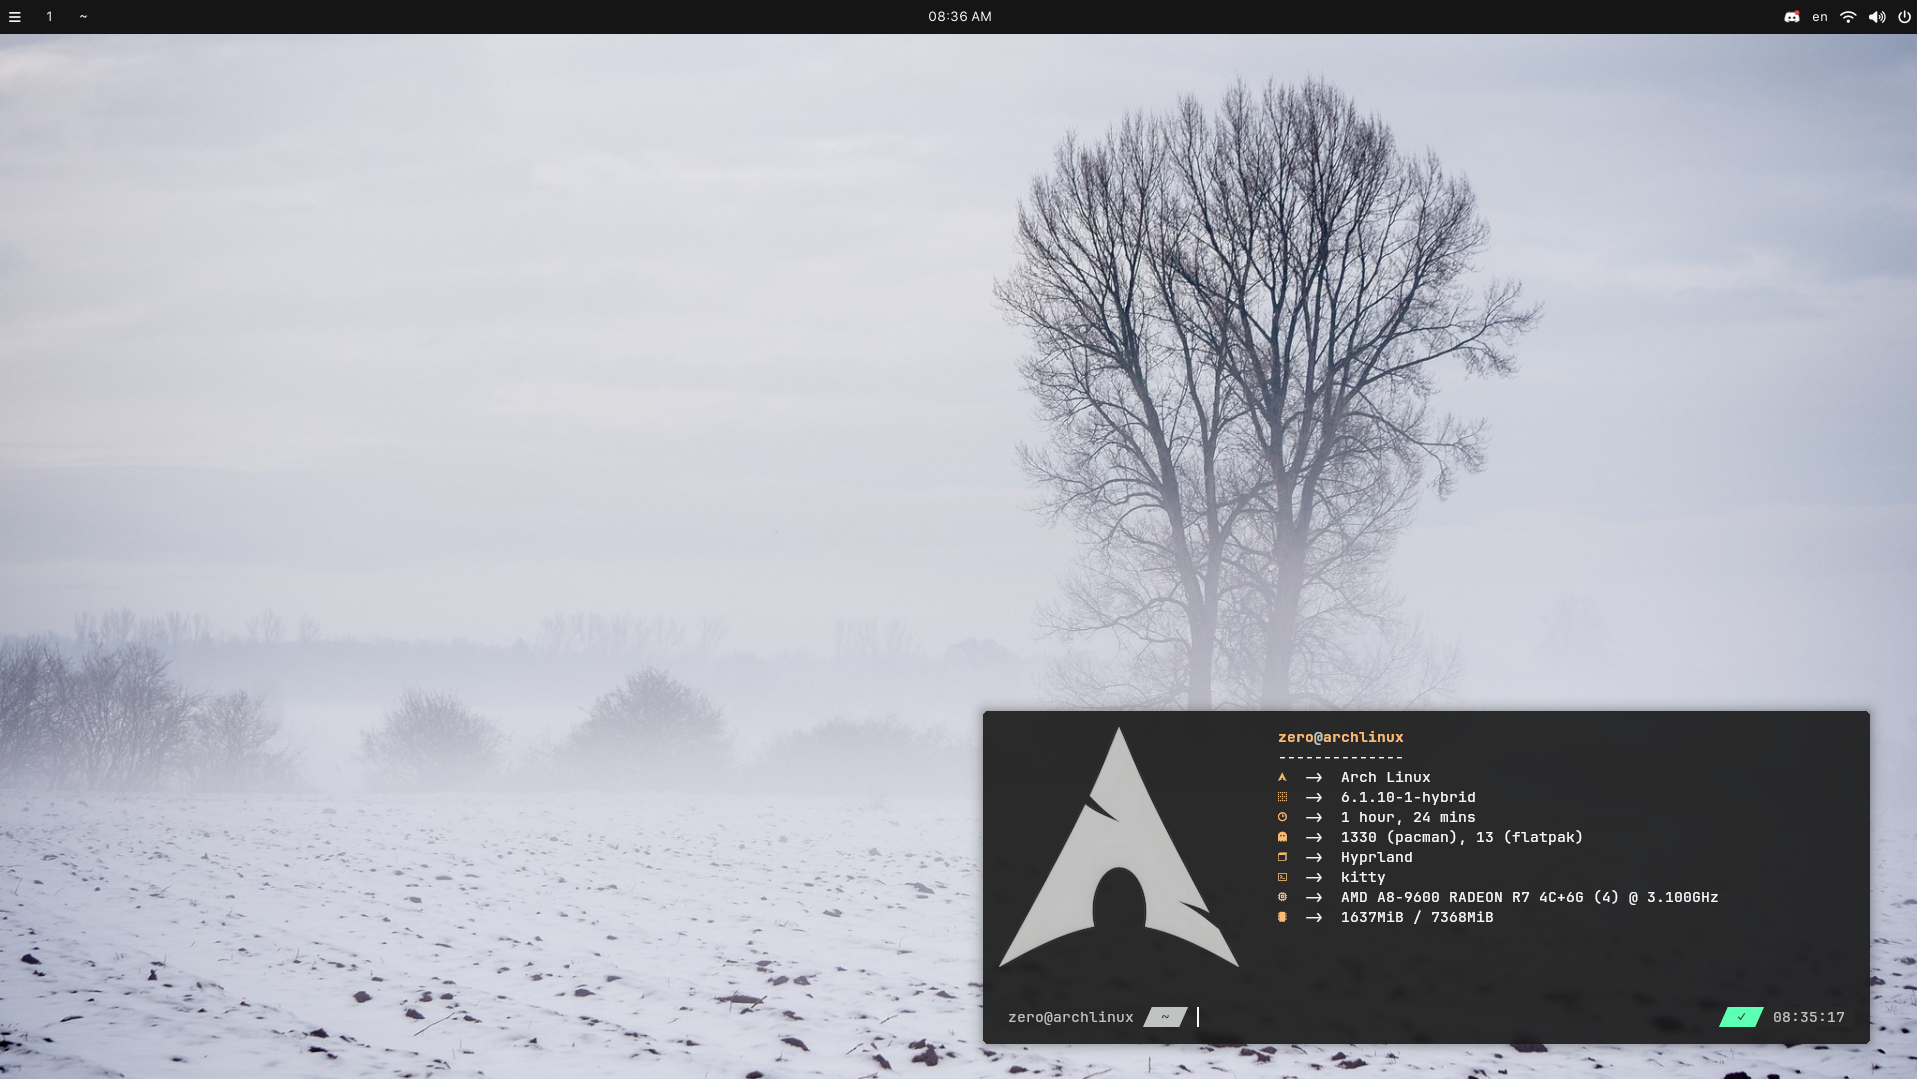 1 ~ 08:36 AM en
zero@archlinux
--------------
Arch Linux
6.1.10-1-hybrid
1 hour, 24 mins
1330 (pacman), 13 (flatpak)
Hyprland
kitty
AMD A8-9600 RADEON R7 4C+6G (4) @ 3.100GHz
1637MiB / 7368MiB
zero@archlinux ~ ✓ 08:35:17